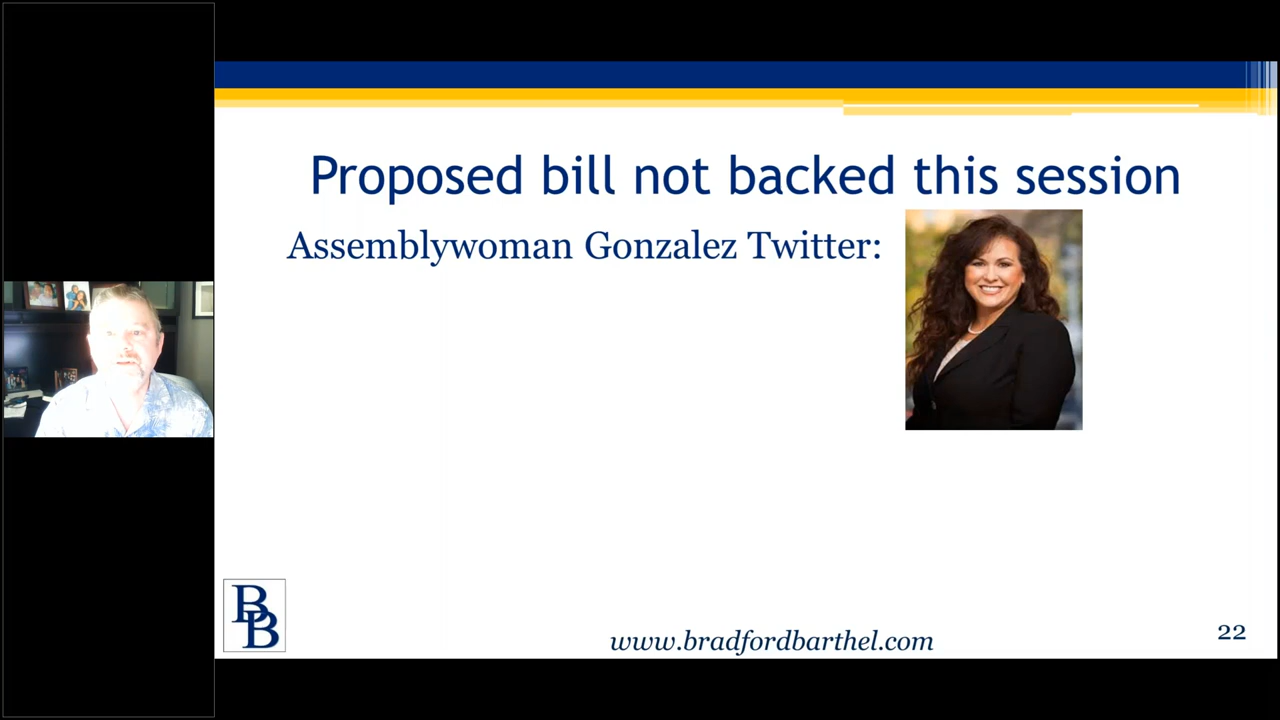 Proposed bill not backed this session
Assemblywoman Gonzalez Twitter:
BB
www.bradfordbarthel.com
22